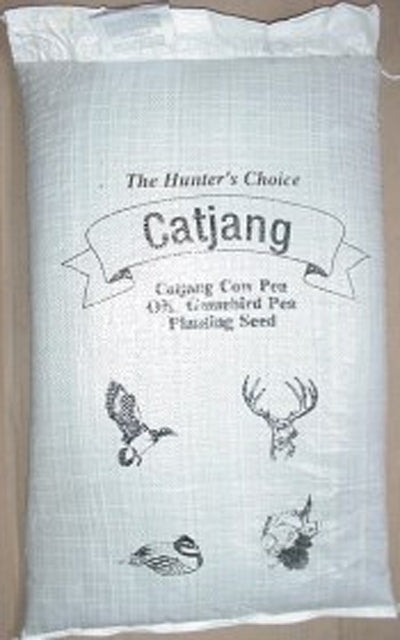 The Hunter's Choice
Catjang
Catjang Cow Pea
Gamebird Pea
Planting Seed